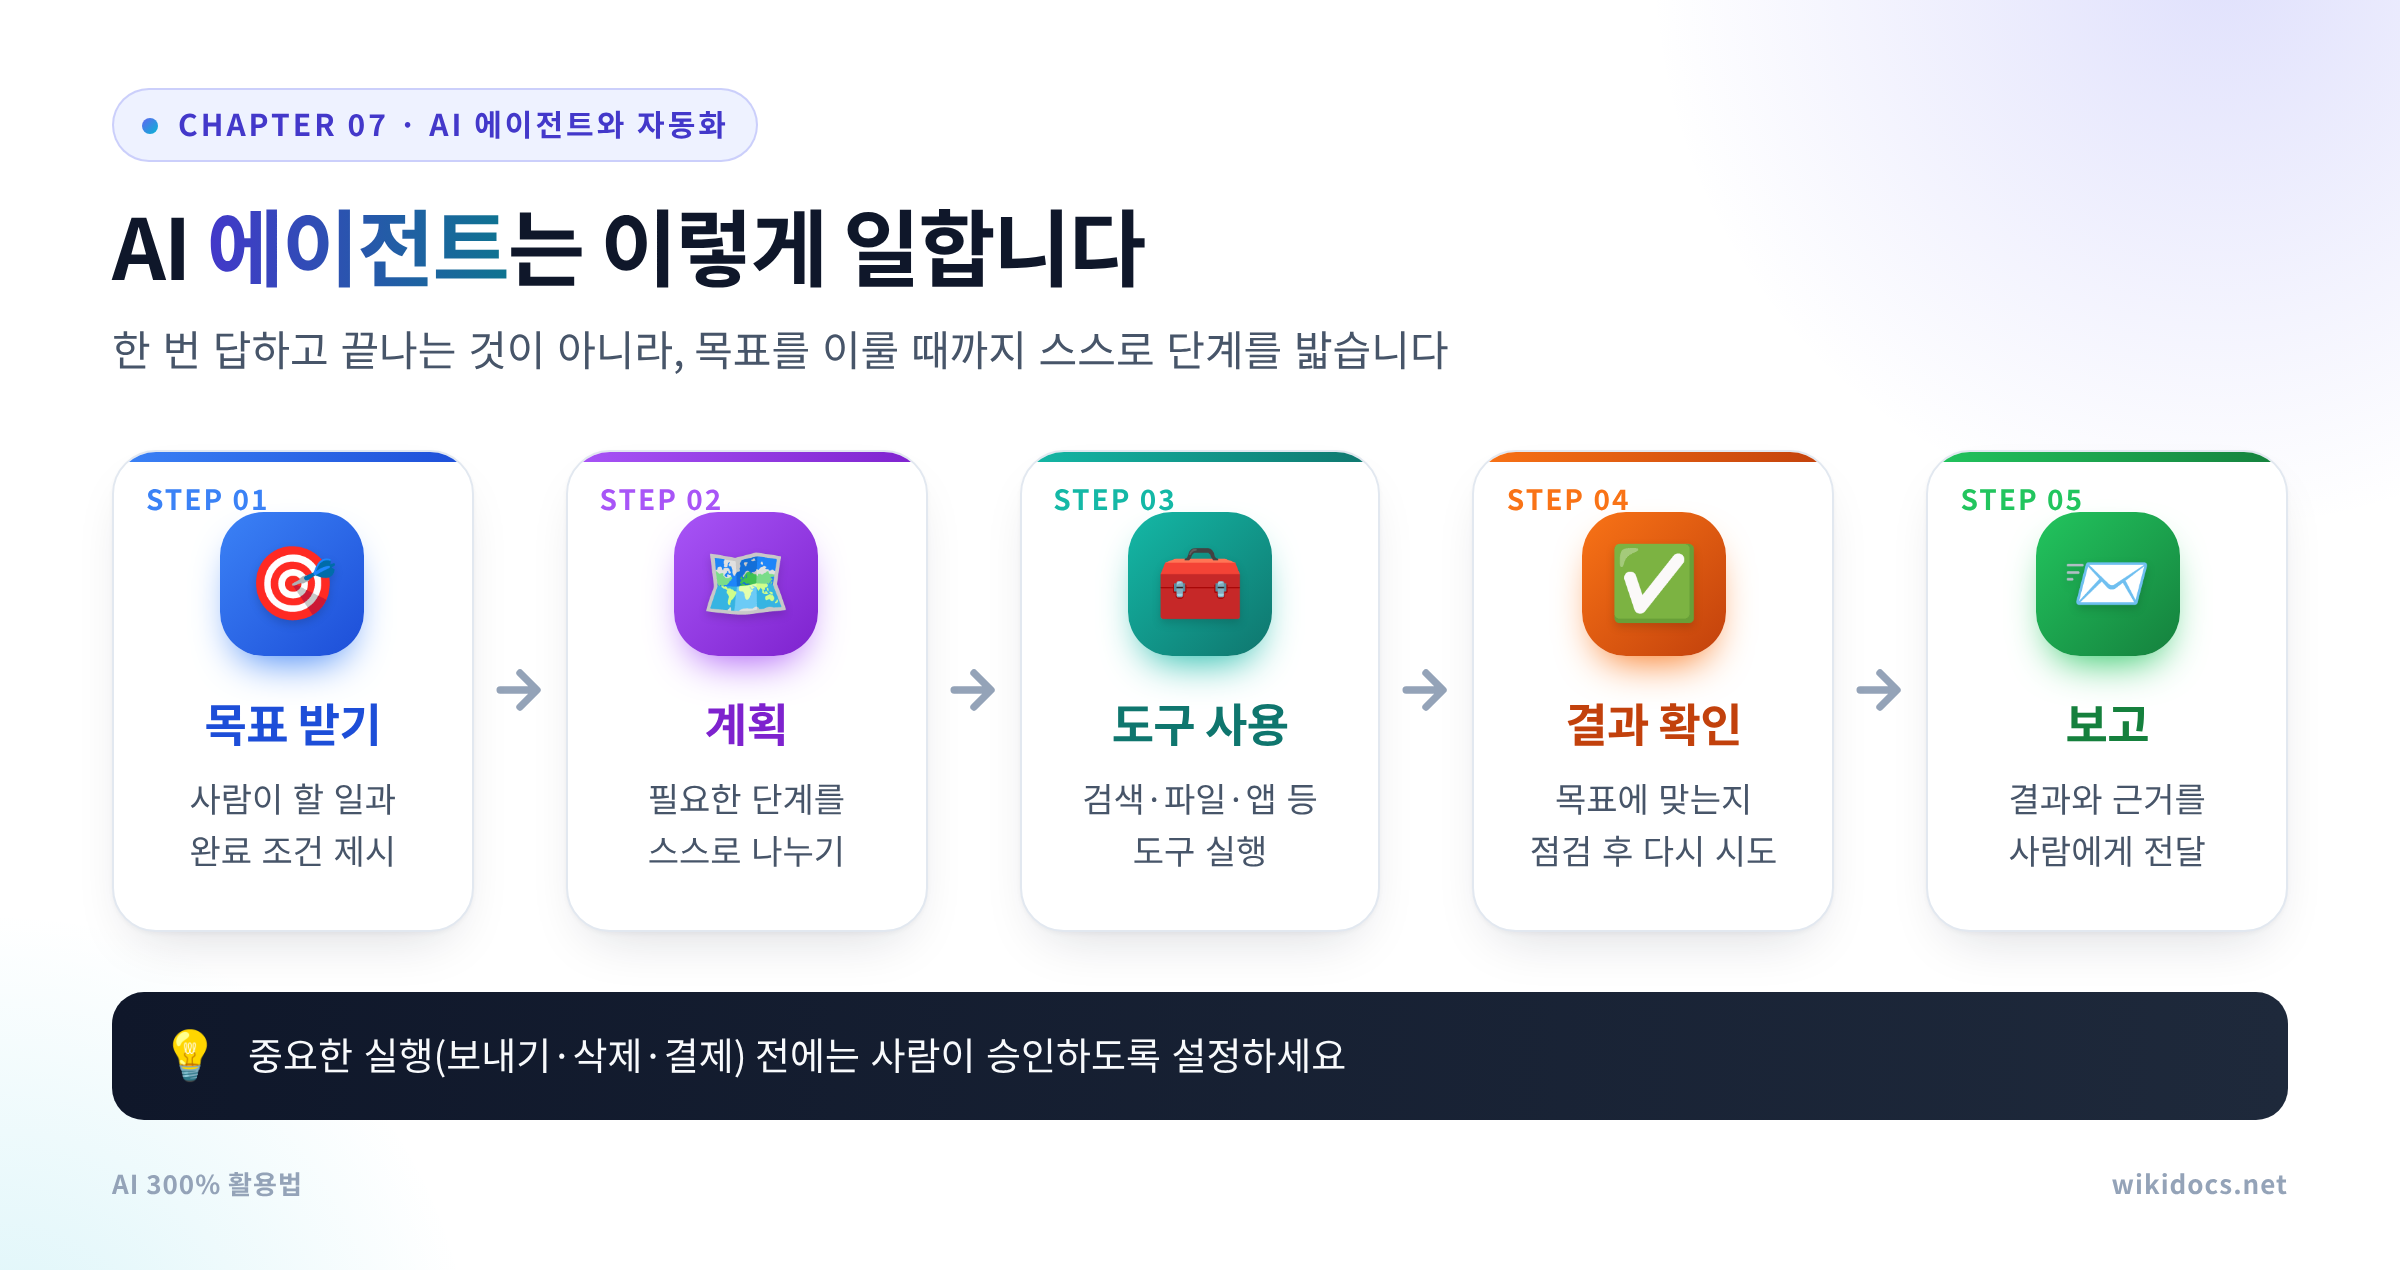 CHAPTER 07 · AI 에이전트와 자동화
AI 에이전트는 이렇게 일합니다
한 번 답하고 끝나는 것이 아니라, 목표를 이룰 때까지 스스로 단계를 밟습니다
STEP 01
목표 받기
사람이 할 일과
완료 조건 제시
STEP 02
계획
필요한 단계를
스스로 나누기
STEP 03
도구 사용
검색·파일·앱 등
도구 실행
STEP 04
결과 확인
목표에 맞는지
점검 후 다시 시도
STEP 05
보고
결과와 근거를
사람에게 전달
중요한 실행(보내기·삭제·결제) 전에는 사람이 승인하도록 설정하세요
AI 300% 활용법
wikidocs.net